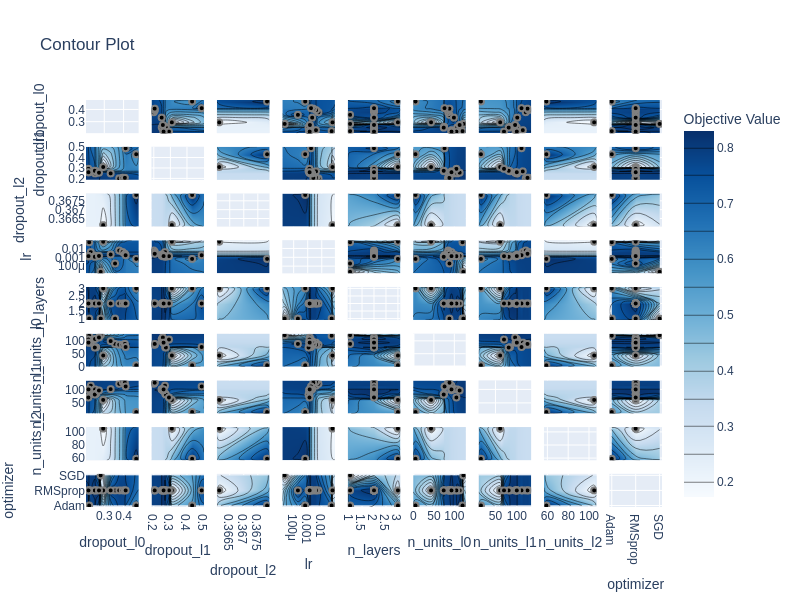 Contour Plot
Objective Value
0.8
0.7
0.6
0.5
0.4
0.3
0.2
dropout_l0
0.4
0.3
dropout_l1
0.5
0.4
0.3
0.2
dropout_l2
0.3675
0.367
0.3665
lr
0.01
0.001
100μ
n_layers
3
2.5
2
1.5
1
n_units_l0
100
50
0
n_units_l1
100
50
n_units_l2
100
80
60
optimizer
SGD
RMSprop
Adam
0.3 0.4
0.2 0.3 0.4 0.5
0.3665 0.367 0.3675
100μ 0.001 0.01
1 1.5 2 2.5 3
0 50 100
50 100
60 80 100
Adam RMSprop SGD
dropout_l0
dropout_l1
dropout_l2
lr
n_layers
n_units_l0
n_units_l1
n_units_l2
optimizer